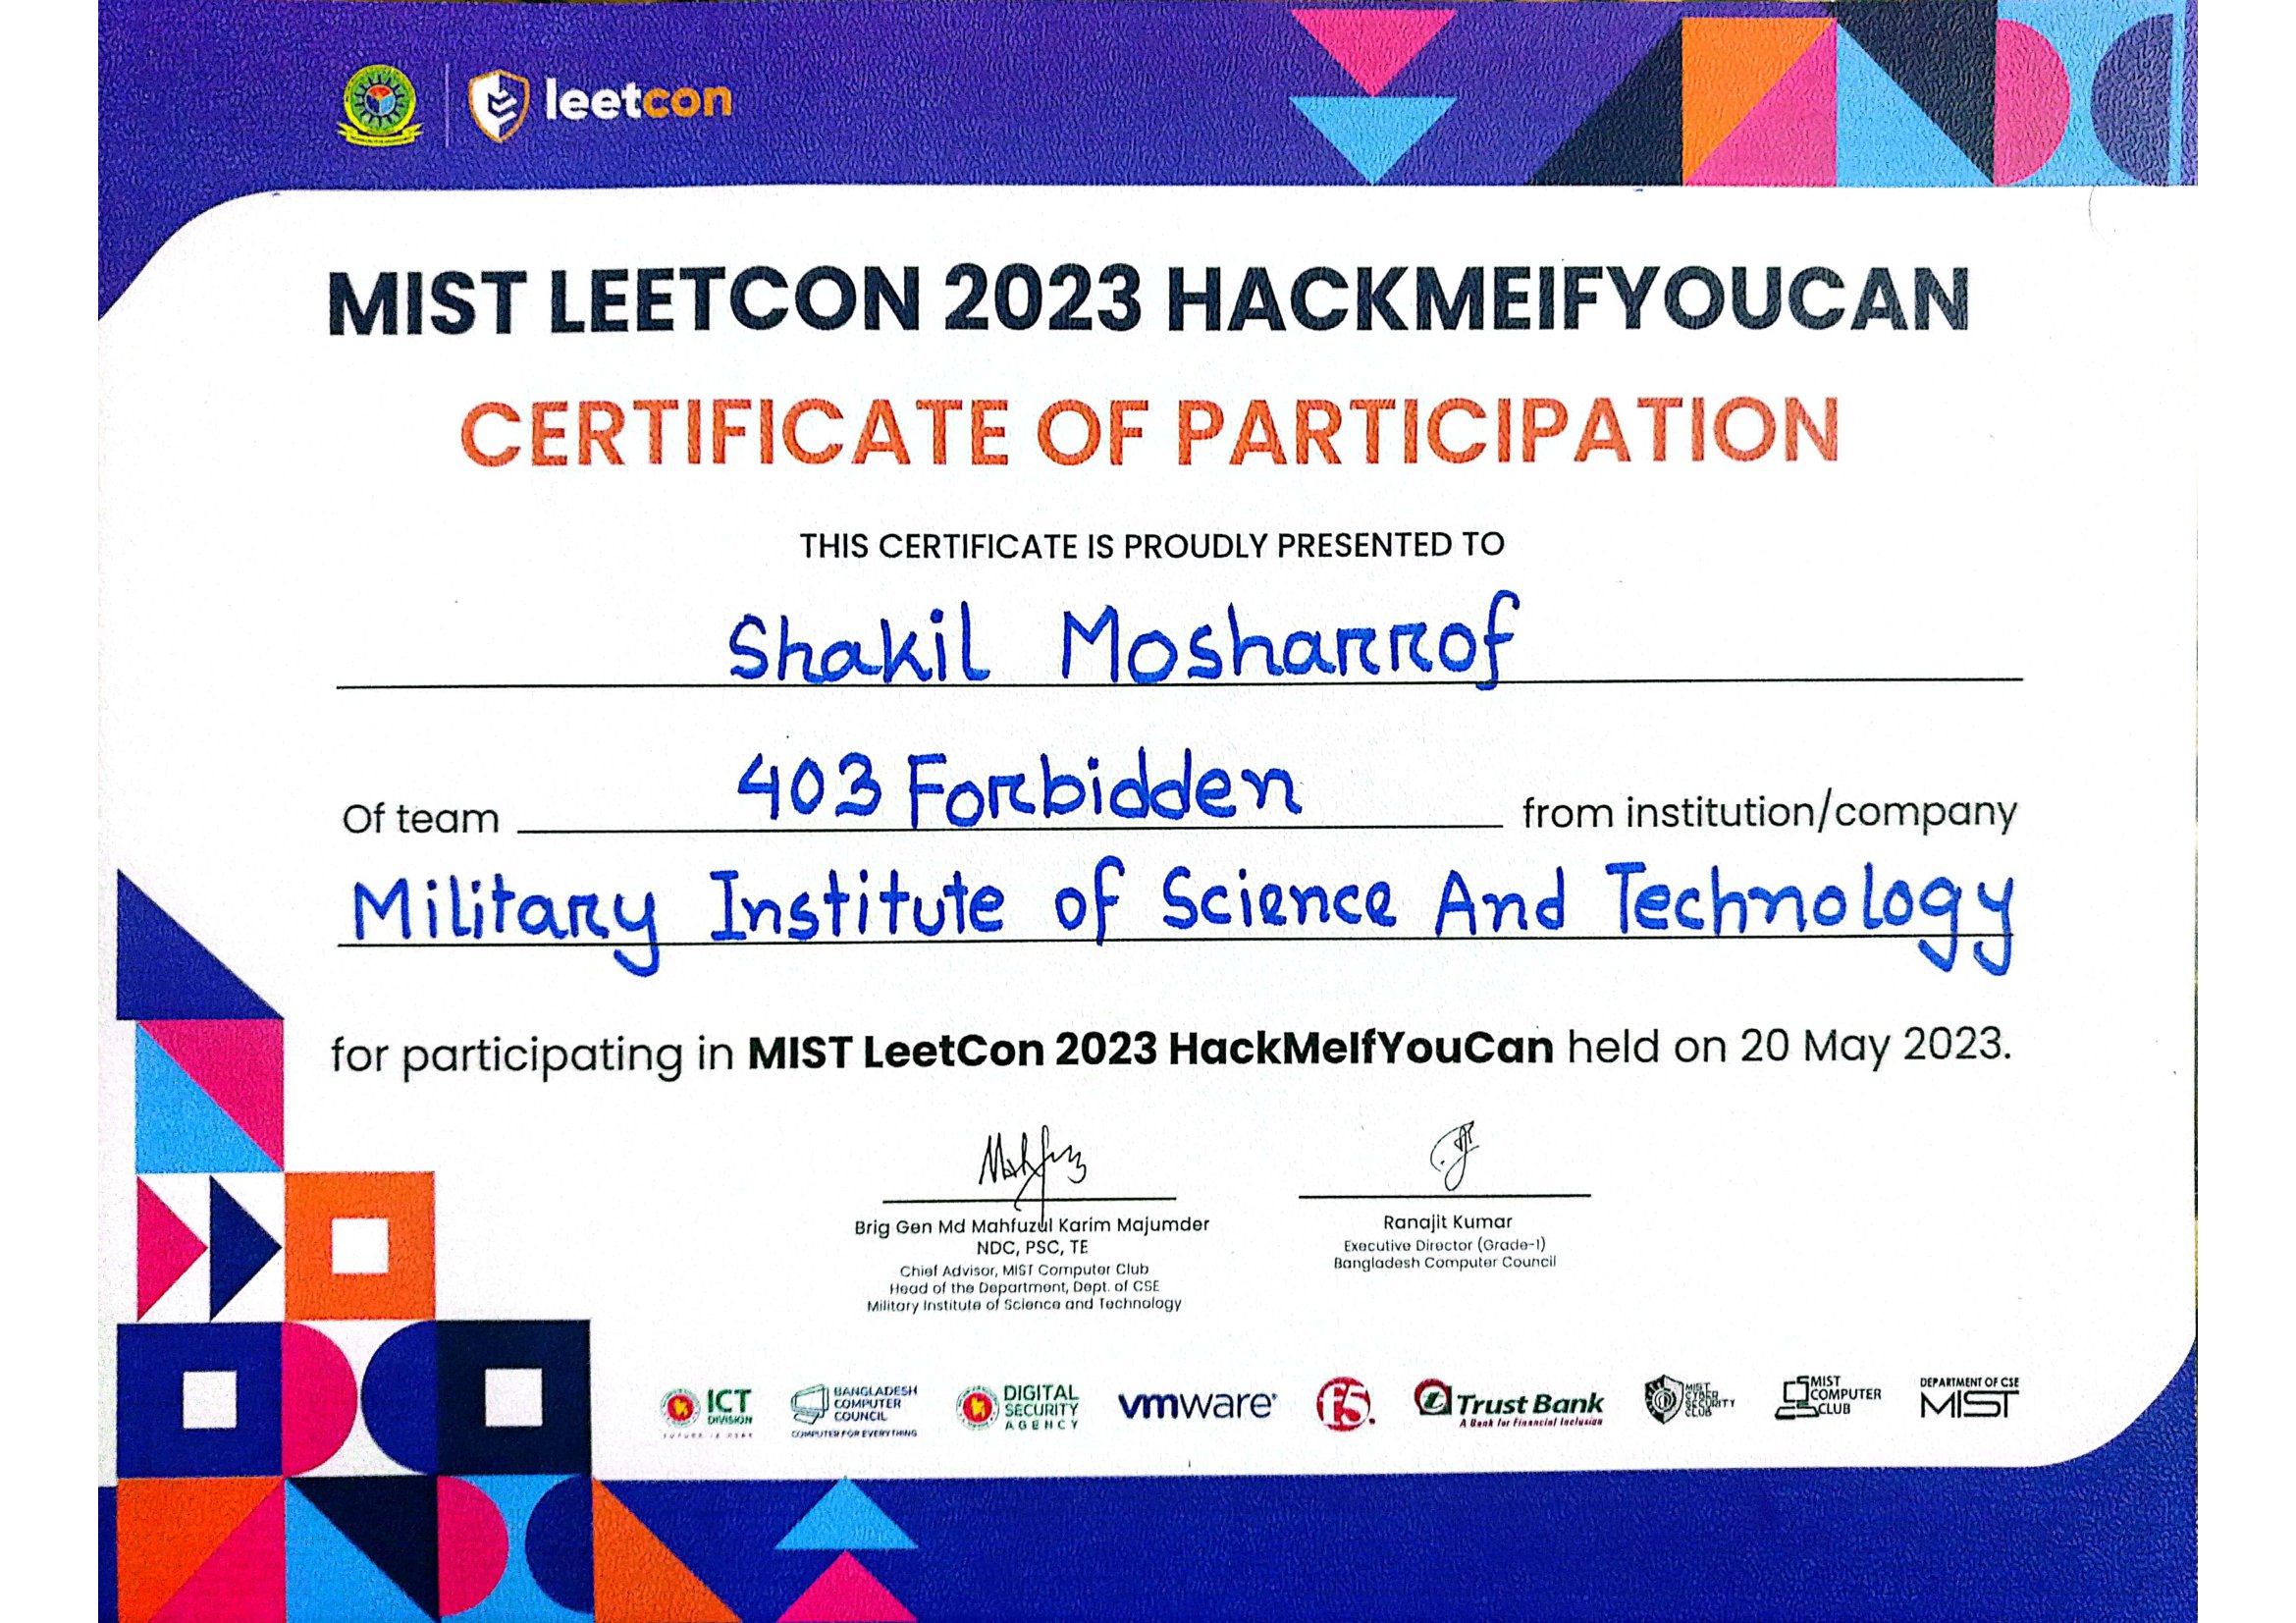 leetcon
MIST LEETCON 2023 HACKMEIFYOUCAN
CERTIFICATE OF PARTICIPATION
THIS CERTIFICATE IS PROUDLY PRESENTED TO
Shakil Mosharrof
Of team 403 Forbidden from institution/company
Military Institute of Science And Technology
for participating in MIST LeetCon 2023 HackMeIfYouCan held on 20 May 2023.
Brig Gen Md Mahfuzul Karim Majumder
NDC, PSC, TE
Chief Advisor, MIST Computer Club
Head of the Department, Dept. of CSE
Military Institute of Science and Technology
Ranajit Kumar
Executive Director (Grade-1)
Bangladesh Computer Council
ICT
DIVISION
BANGLADESH
COMPUTER
COUNCIL
COMPUTER FOR EVERYTHING
DIGITAL
SECURITY
AGENCY
vmware
f5
Trust Bank
A Bank for Financial Inclusion
MIST
CYBER
SECURITY
CLUB
MIST
COMPUTER
CLUB
DEPARTMENT OF CSE
MIST